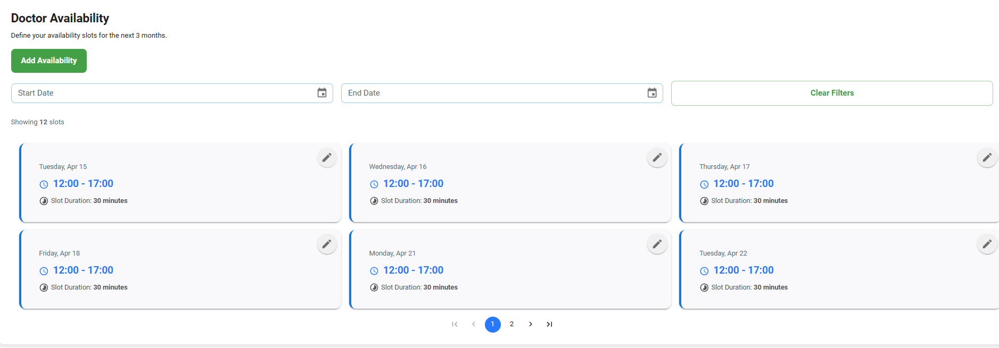 Doctor Availability
Define your availability slots for the next 3 months.
Add Availability
Start Date
End Date
Clear Filters
Showing 12 slots
Tuesday, Apr 15
12:00 - 17:00
Slot Duration: 30 minutes
Wednesday, Apr 16
12:00 - 17:00
Slot Duration: 30 minutes
Thursday, Apr 17
12:00 - 17:00
Slot Duration: 30 minutes
Friday, Apr 18
12:00 - 17:00
Slot Duration: 30 minutes
Monday, Apr 21
12:00 - 17:00
Slot Duration: 30 minutes
Tuesday, Apr 22
12:00 - 17:00
Slot Duration: 30 minutes
1 2